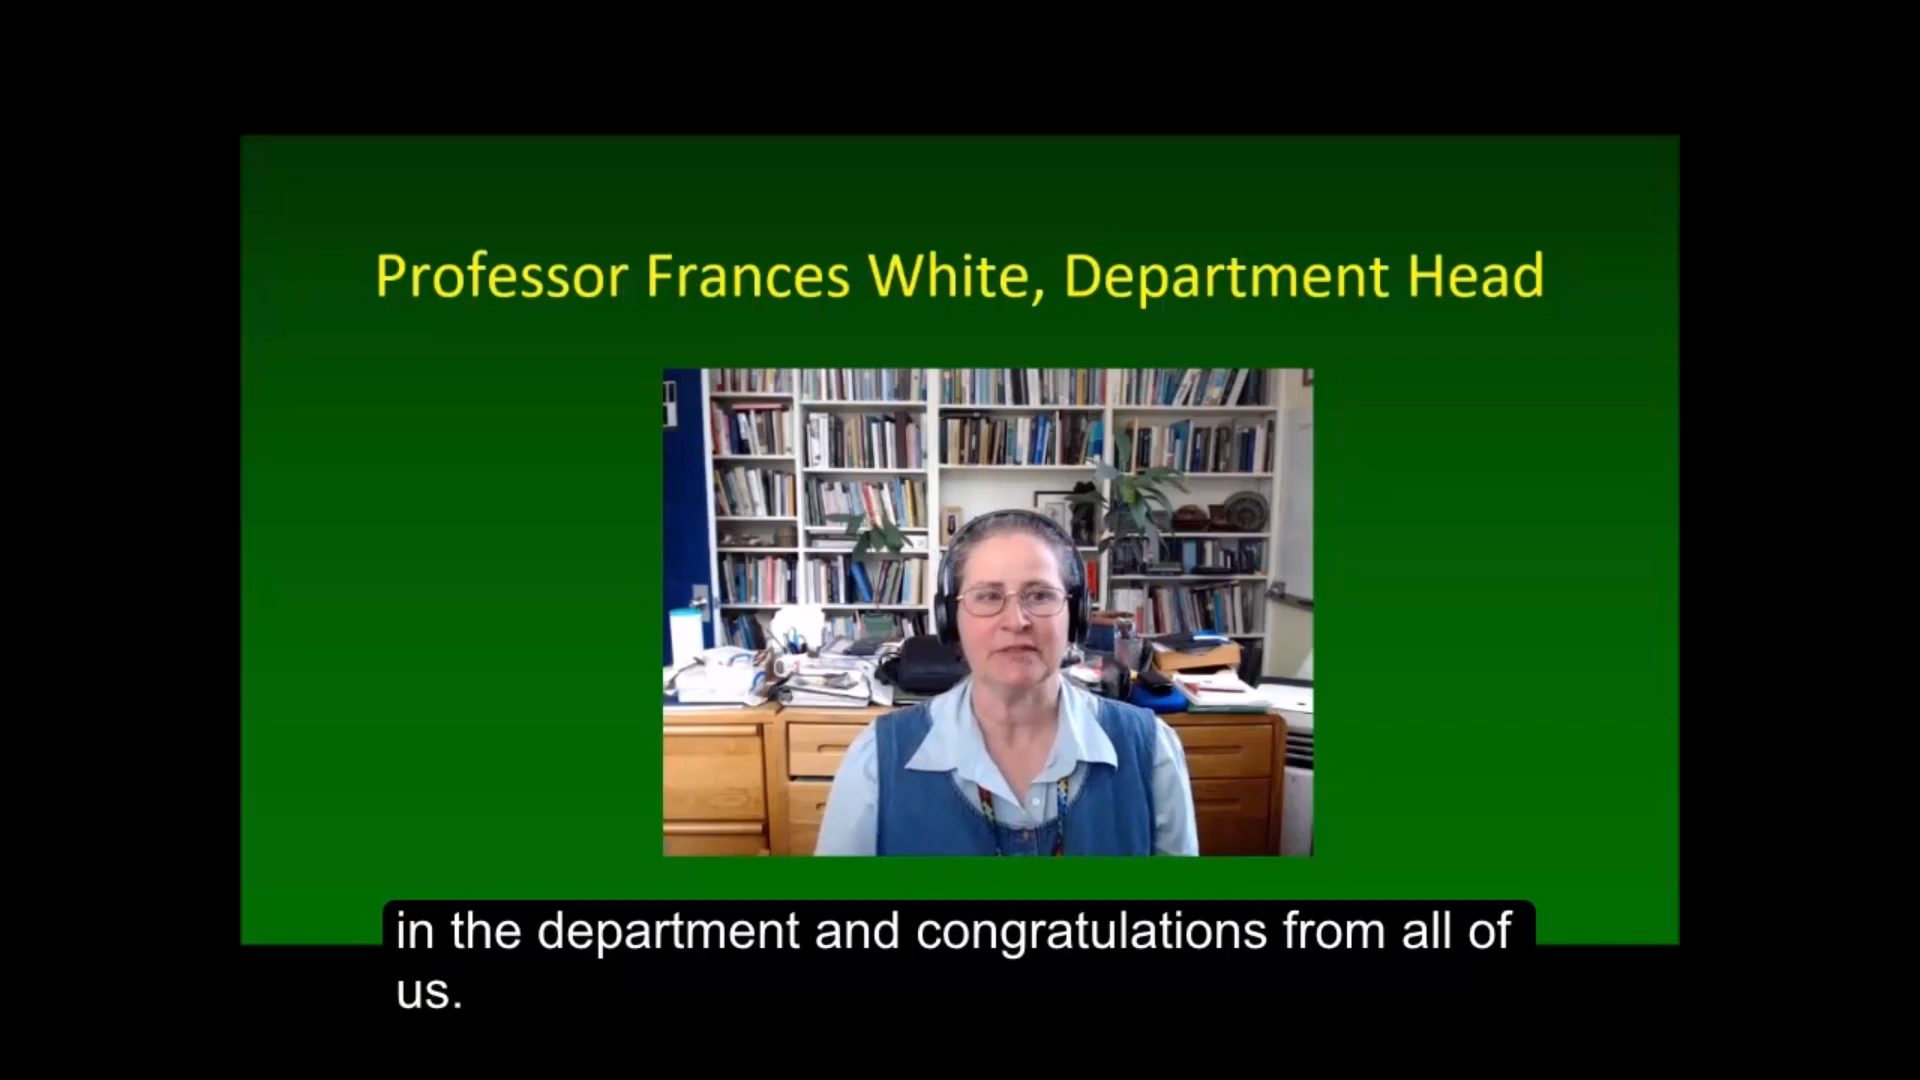 Professor Frances White, Department Head
in the department and congratulations from all of
us.